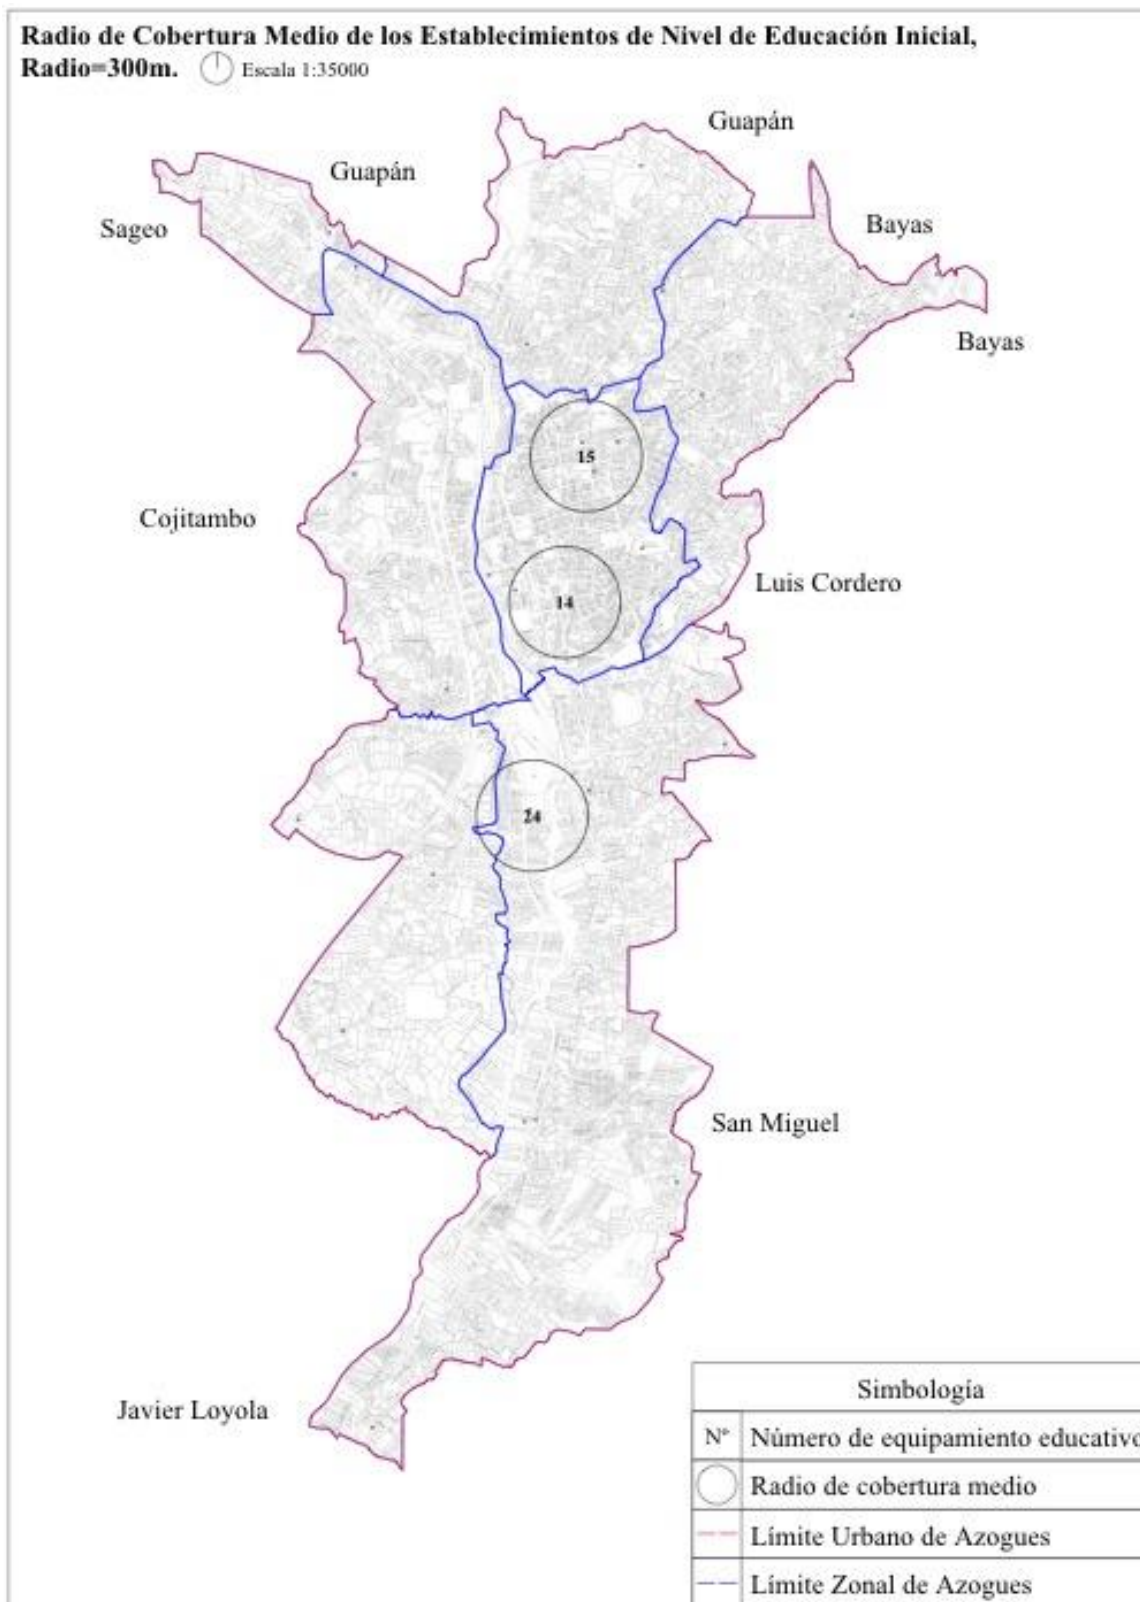 Radio de Cobertura Medio de los Establecimientos de Nivel de Educación Inicial,
Radio=300m. Escala 1:35000
Guapán
Guapán
Sageo
Bayas
Bayas
15
Cojitambo
Luis Cordero
14
24
San Miguel
Javier Loyola
Simbología
N° Número de equipamiento educativo
Radio de cobertura medio
Límite Urbano de Azogues
Límite Zonal de Azogues